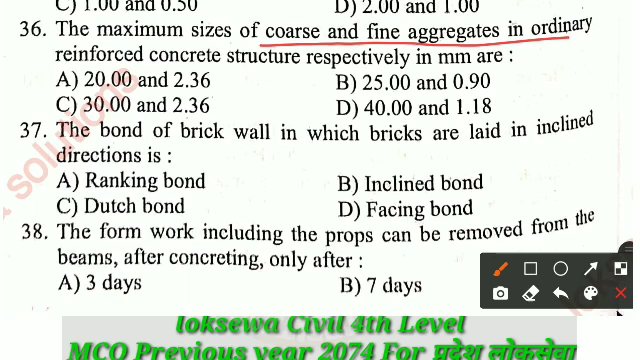 C) 1.00 and 0.50 D) 2.00 and 1.00
36. The maximum sizes of coarse and fine aggregates in ordinary
reinforced concrete structure respectively in mm are :
A) 20.00 and 2.36 B) 25.00 and 0.90
C) 30.00 and 2.36 D) 40.00 and 1.18
37. The bond of brick wall in which bricks are laid in inclined
directions is :
A) Ranking bond B) Inclined bond
C) Dutch bond D) Facing bond
38. The form work including the props can be removed from the
beams, after concreting, only after :
A) 3 days B) 7 days
solutions
loksewa Civil 4th Level
MCQ Previous year 2074 For प्रदेश लोकसेवा